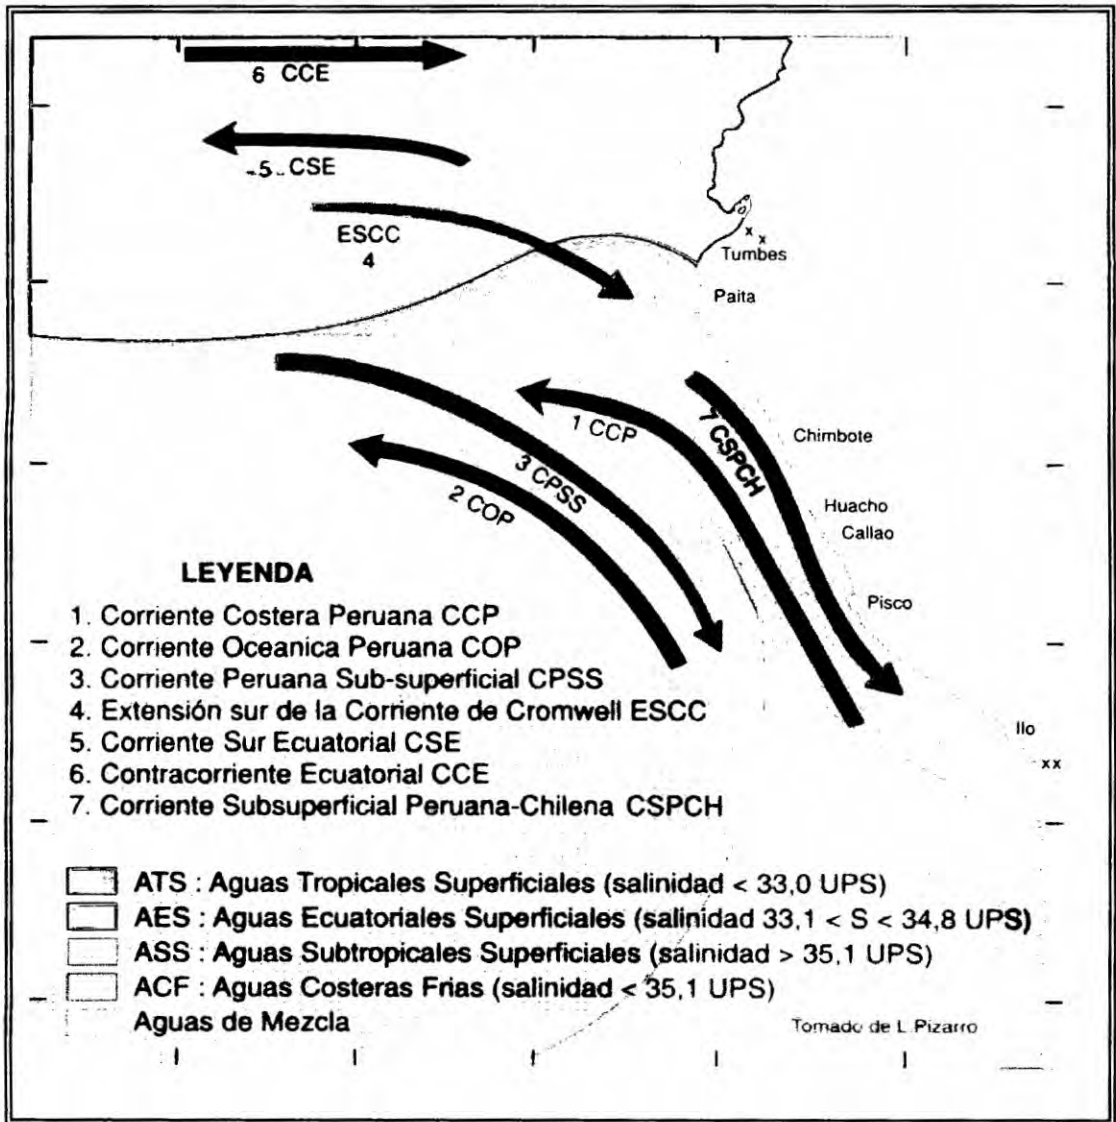 6 CCE
5 CSE
ESCC
4
Tumbes
Paita
1 CCP
7 CSPCH
Chimbote
3 CPSS
2 COP
Huacho
Callao
Pisco
Ilo
xx
LEYENDA
1. Corriente Costera Peruana CCP
2. Corriente Oceanica Peruana COP
3. Corriente Peruana Sub-superficial CPSS
4. Extensión sur de la Corriente de Cromwell ESCC
5. Corriente Sur Ecuatorial CSE
6. Contracorriente Ecuatorial CCE
7. Corriente Subsuperficial Peruana-Chilena CSPCH
ATS : Aguas Tropicales Superficiales (salinidad < 33,0 UPS)
AES : Aguas Ecuatoriales Superficiales (salinidad 33,1 < S < 34,8 UPS)
ASS : Aguas Subtropicales Superficiales (salinidad > 35,1 UPS)
ACF : Aguas Costeras Frias (salinidad < 35,1 UPS)
Aguas de Mezcla
Tomado de L. Pizarro